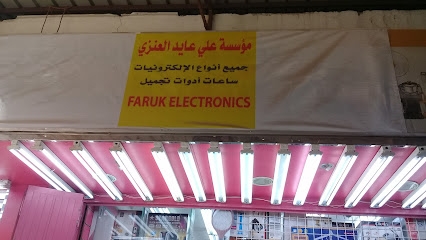 مؤسسة علي عايد العنزي
جميع أنواع الإلكترونيات
ساعات أدوات تجميل
FARUK ELECTRONICS